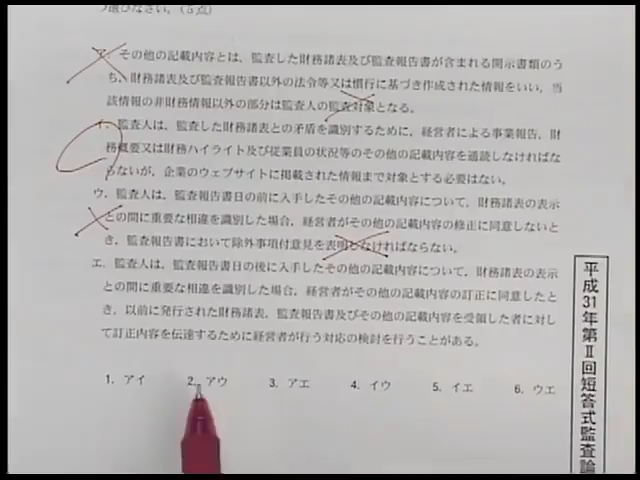 つ選びなさい。(5点)
ア. その他の記載内容とは、監査した財務諸表及び監査報告書が含まれる開示書類のう
ち、財務諸表及び監査報告書以外の法令等又は慣行に基づき作成された情報をいい、当
該情報の非財務情報以外の部分は監査人の監査対象となる。
イ. 監査人は、監査した財務諸表との矛盾を識別するために、経営者による事業報告、財
務概要又は財務ハイライト及び従業員の状況等のその他の記載内容を通読しなければな
らないが、企業のウェブサイトに掲載された情報まで対象とする必要はない。
ウ. 監査人は、監査報告書日の前に入手したその他の記載内容について、財務諸表の表示
との間に重要な相違を識別した場合、経営者がその他の記載内容の修正に同意しないと
き、監査報告書において除外事項付意見を表明しなければならない。
エ. 監査人は、監査報告書日の後に入手したその他の記載内容について、財務諸表の表示
との間に重要な相違を識別した場合、経営者がその他の記載内容の訂正に同意したと
き、以前に発行された財務諸表、監査報告書及びその他の記載内容を受領した者に対し
て訂正内容を伝達するために経営者が行う対応の検討を行うことがある。
1. アイ 2. アウ 3. アエ 4. イウ 5. イエ 6. ウエ
平成31年第Ⅱ回短答式監査論